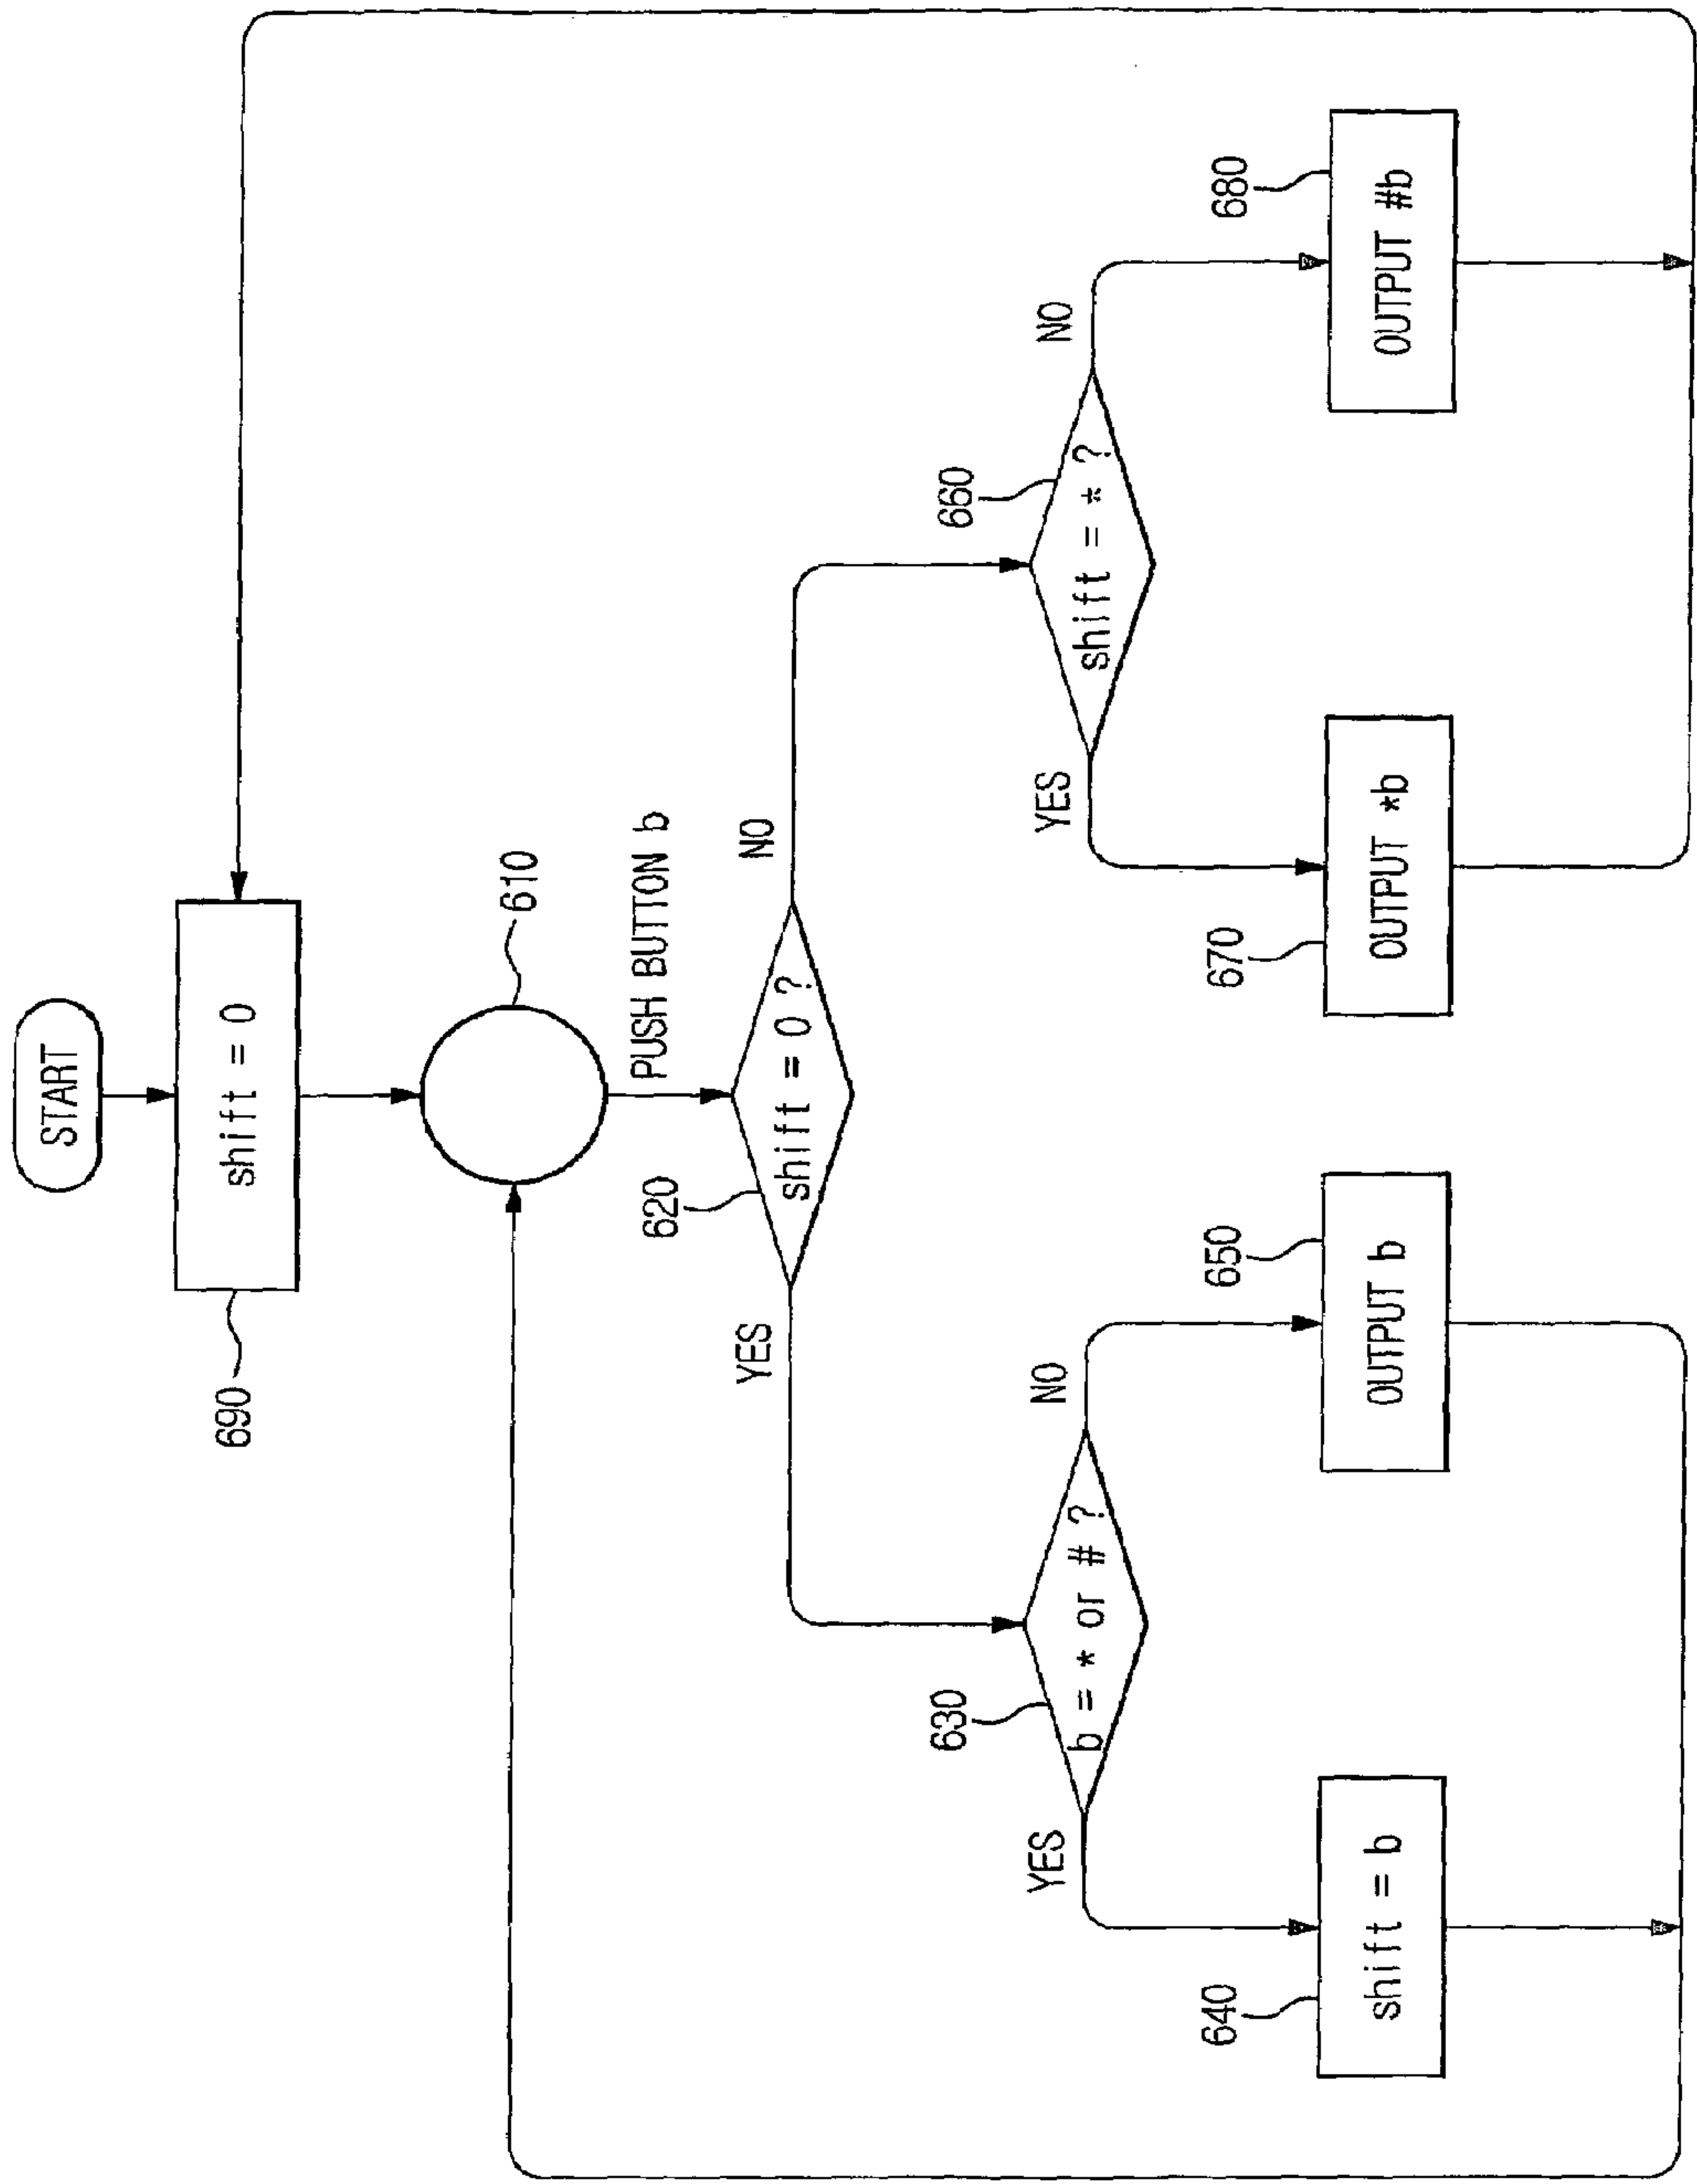 START
shift = 0
690
610
PUSH BUTTON b
620
shift = 0 ?
YES
NO
630
b = * or # ?
YES
NO
660
shift = * ?
YES
NO
640
shift = b
650
OUTPUT b
670
OUTPUT *b
680
OUTPUT #b